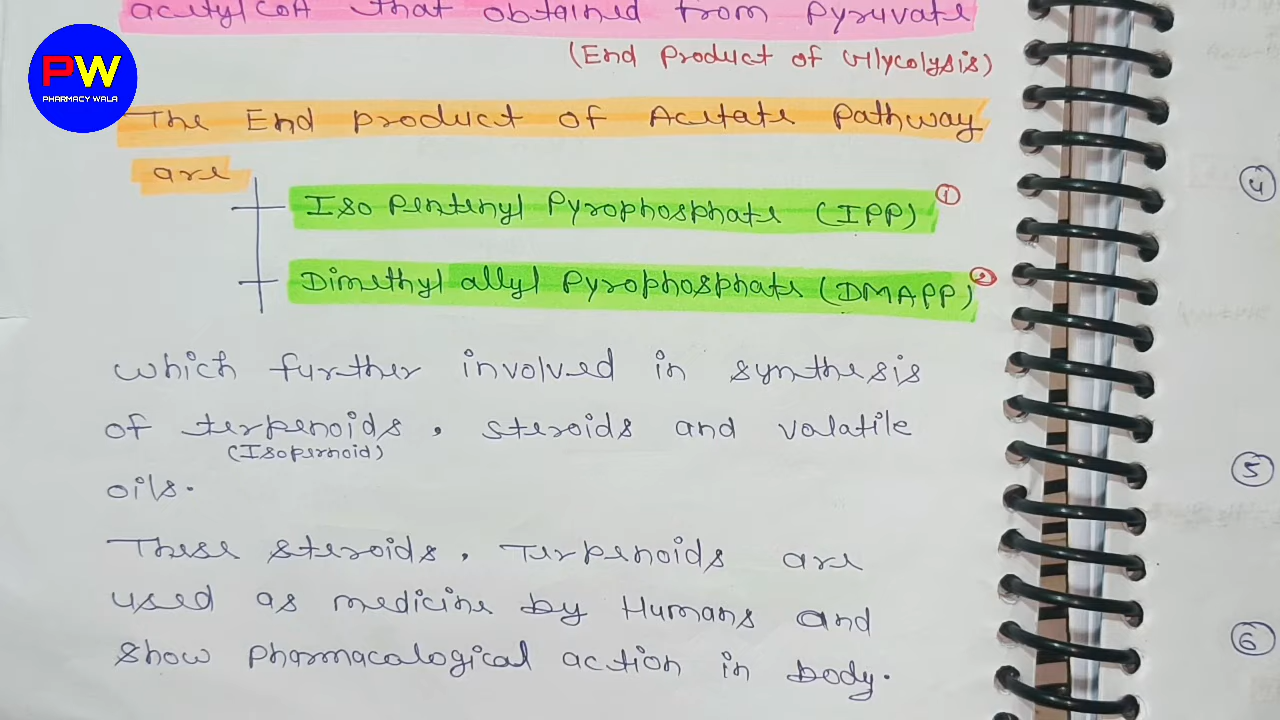 acetylCoA that obtained from Pyruvate
(End Product of Glycolysis)
PW
PHARMACY WALA
The End product of Acetate Pathway
are
Iso pentenyl Pyrophosphate (IPP) 1
Dimethyl allyl Pyrophosphate (DMAPP) 2
which further involved in synthesis
of terpenoids, steroids and valatile
(Isopernoid)
oils.
These steroids, Terpenoids are
used as medicine by Humans and
show Pharmacological action in body.
4
5
6